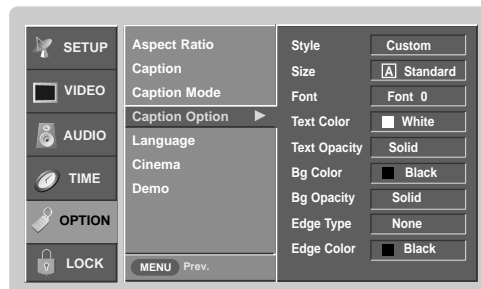 SETUP
VIDEO
AUDIO
TIME
OPTION
LOCK
Aspect Ratio
Caption
Caption Mode
Caption Option
Language
Cinema
Demo
MENU Prev.
Style Custom
Size A Standard
Font Font 0
Text Color White
Text Opacity Solid
Bg Color Black
Bg Opacity Solid
Edge Type None
Edge Color Black